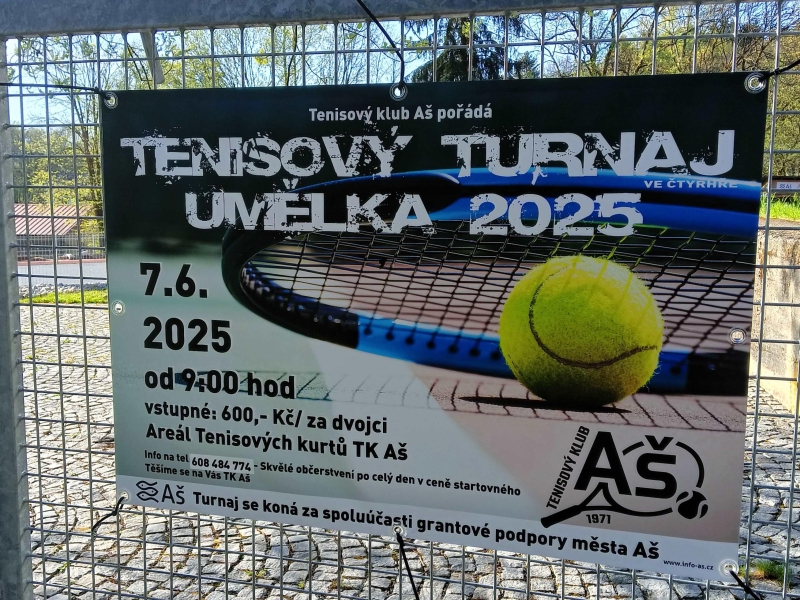 Tenisový klub Aš pořádá
TENISOVÝ TURNAJ
VE ČTYŘHŘE
UMĚLKA 2025
7.6.
2025
od 9:00 hod
vstupné: 600,- Kč/ za dvojci
Areál Tenisových kurtů TK Aš
Info na tel. 608 484 774 - Skvělé občerstvení po celý den v ceně startovného
Těšíme se na Vás TK Aš
TENISOVÝ KLUB
AŠ
1971
Aš Turnaj se koná za spoluúčasti grantové podpory města Aš
www.info-as.cz